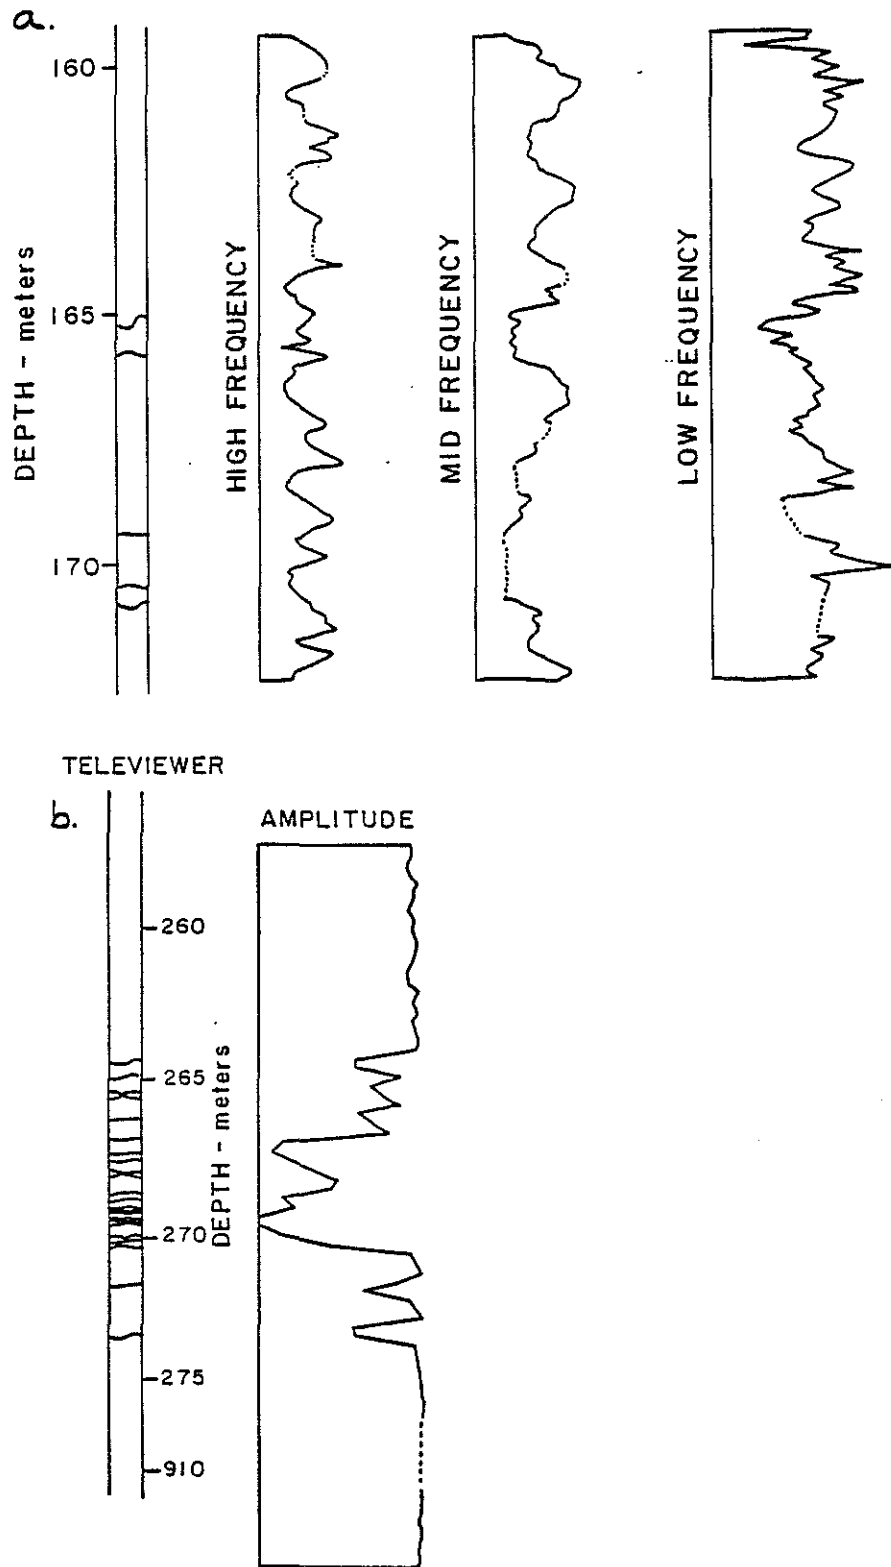 a.
160
165
170
DEPTH - meters
HIGH FREQUENCY
MID FREQUENCY
LOW FREQUENCY
TELEVIEWER
b.
AMPLITUDE
260
265
270
275
910
DEPTH - meters